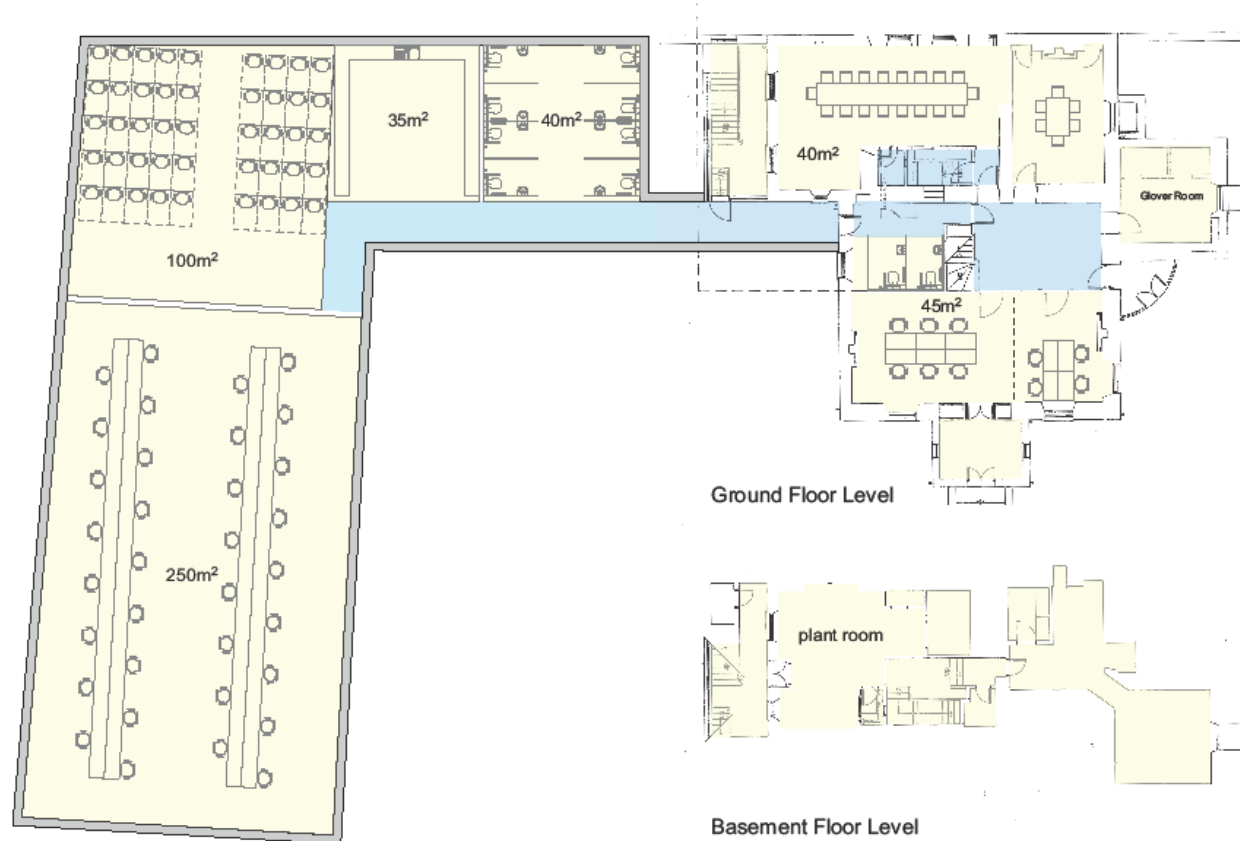 35m²
40m²
40m²
Glover Room
100m²
45m²
Ground Floor Level
250m²
plant room
Basement Floor Level